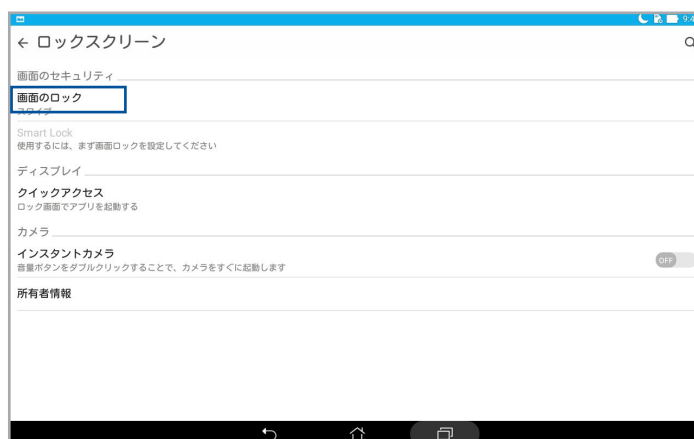 9:4
ロックスクリーン
画面のセキュリティ
画面のロック
スワイプ
Smart Lock
使用するには、まず画面ロックを設定してください
ディスプレイ
クイックアクセス
ロック画面でアプリを起動する
カメラ
インスタントカメラ
音量ボタンをダブルクリックすることで、カメラをすぐに起動します
OFF
所有者情報